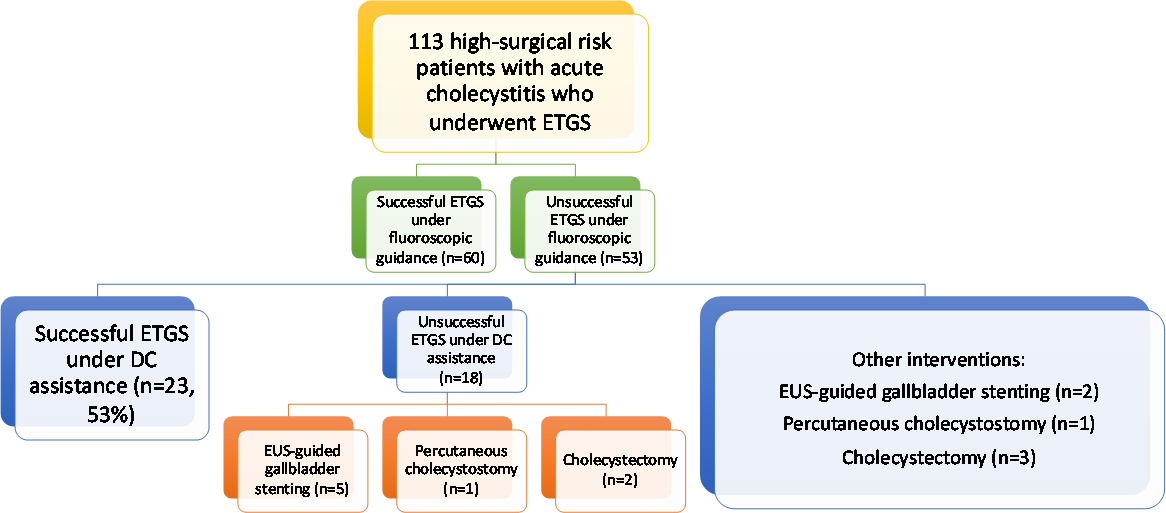 113 high-surgical risk
patients with acute
cholecystitis who
underwent ETGS
Successful ETGS
under
fluoroscopic
guidance (n=60)
Unsuccessful
ETGS under
fluoroscopic
guidance (n=53)
Successful ETGS
under DC
assistance (n=23,
53%)
Unsuccessful
ETGS under DC
assistance
(n=18)
Other interventions:
EUS-guided gallbladder stenting (n=2)
Percutaneous cholecystostomy (n=1)
Cholecystectomy (n=3)
EUS-guided
gallbladder
stenting (n=5)
Percutaneous
cholecystostomy
(n=1)
Cholecystectomy
(n=2)